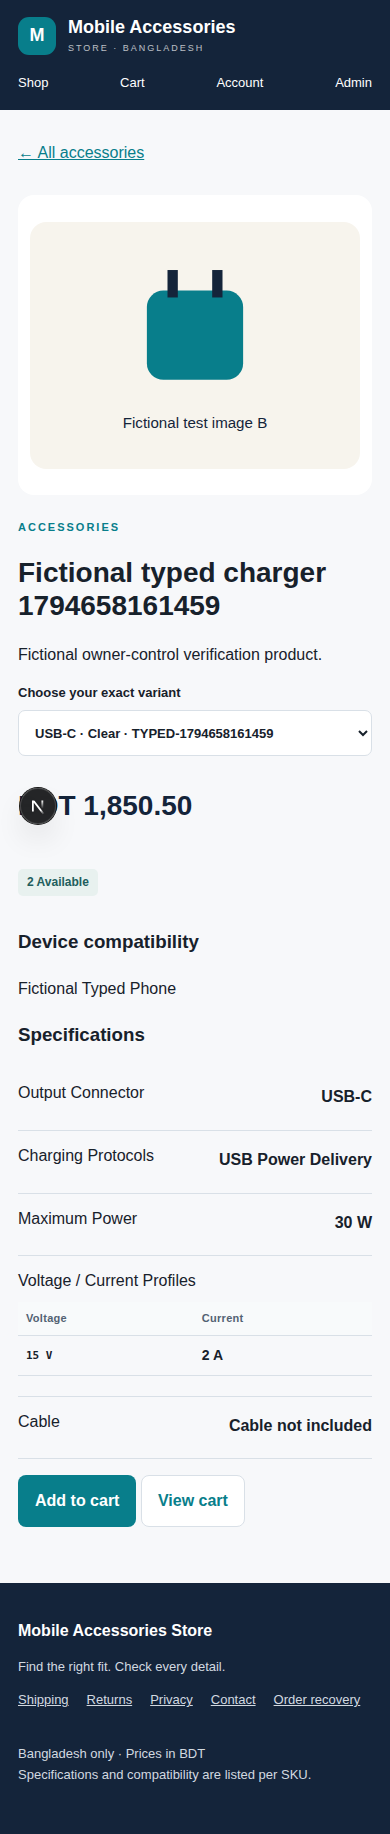 M
Mobile Accessories
STORE · BANGLADESH
Shop Cart Account Admin
← All accessories
Fictional test image B
ACCESSORIES
Fictional typed charger
1794658161459
Fictional owner-control verification product.
Choose your exact variant
USB-C · Clear · TYPED-1794658161459
N
T 1,850.50
2 Available
Device compatibility
Fictional Typed Phone
Specifications
Output Connector USB-C
Charging Protocols USB Power Delivery
Maximum Power 30 W
Voltage / Current Profiles
Voltage Current
15 V 2 A
Cable Cable not included
Add to cart View cart
Mobile Accessories Store
Find the right fit. Check every detail.
Shipping Returns Privacy Contact Order recovery
Bangladesh only · Prices in BDT
Specifications and compatibility are listed per SKU.